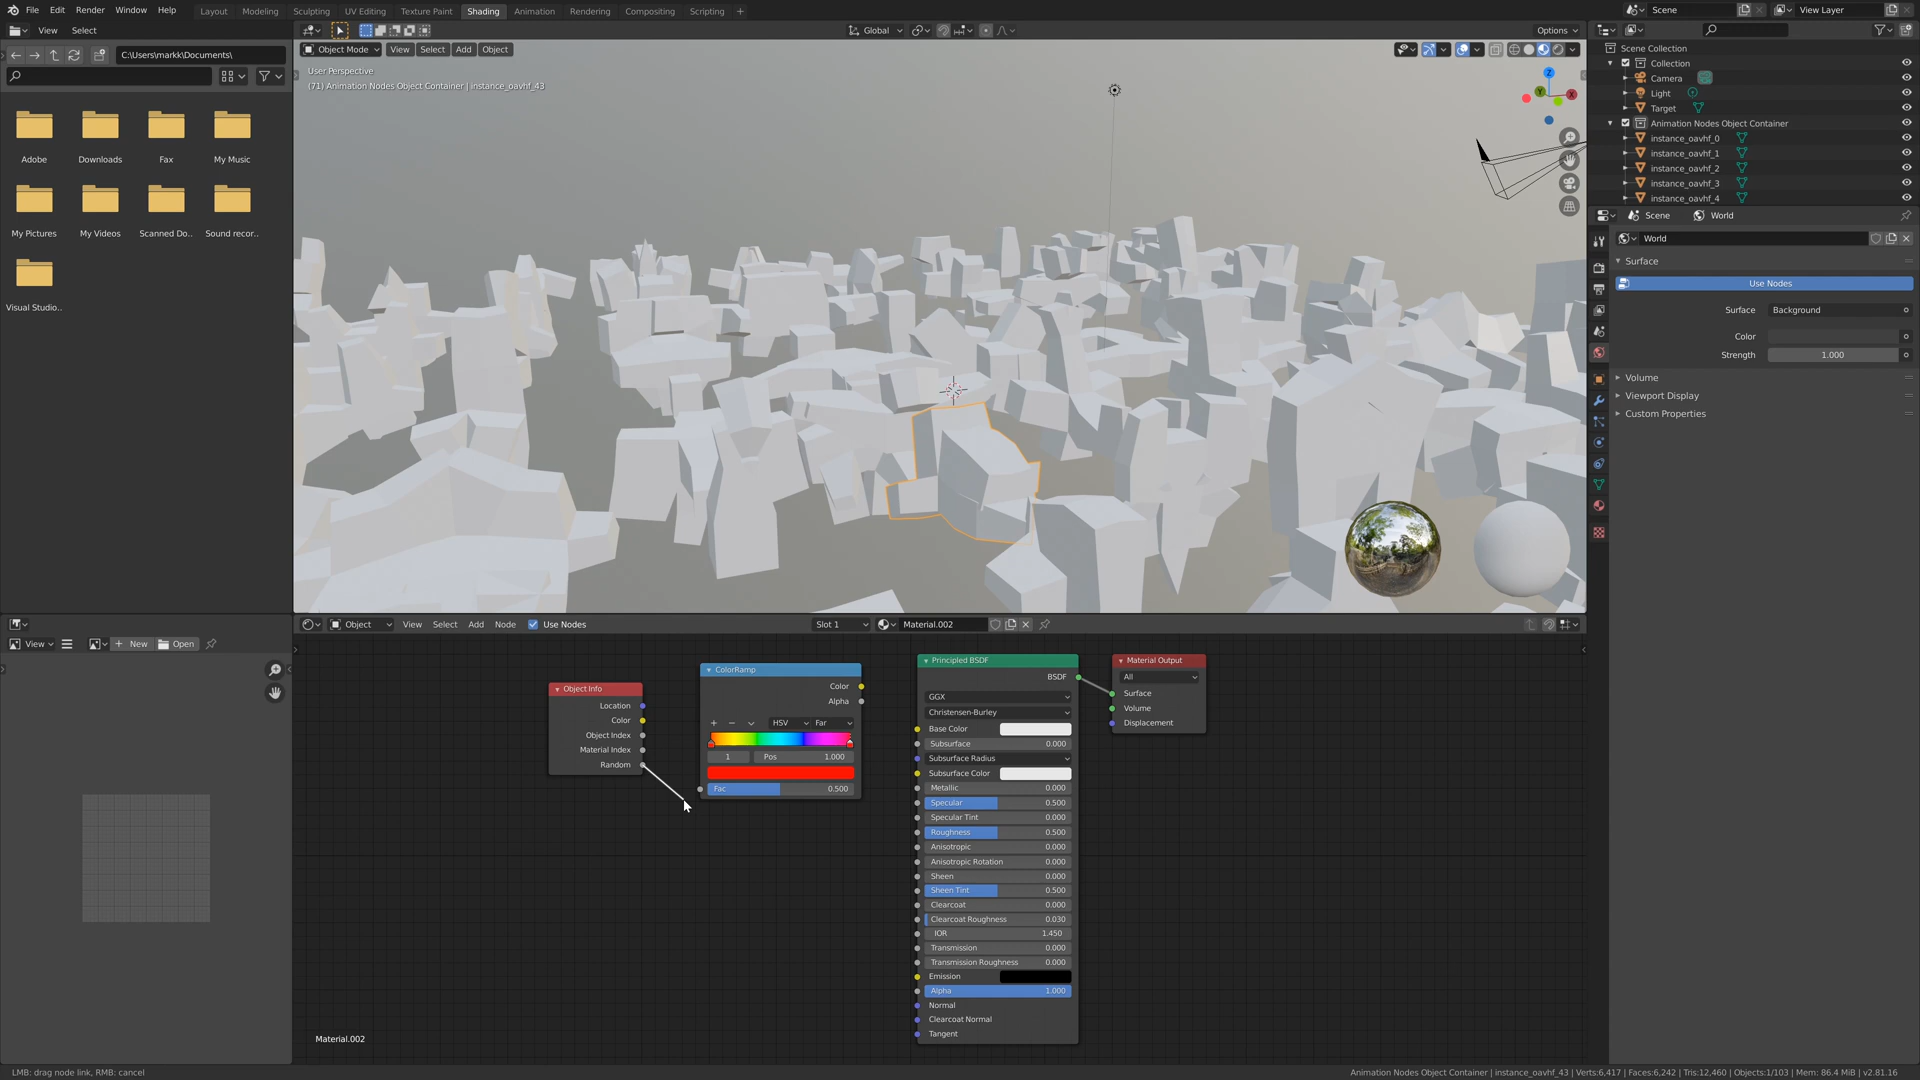 File Edit Render Window Help
Layout Modeling Sculpting UV Editing Texture Paint Shading Animation Rendering Compositing Scripting +
Scene
View Layer
View Select
Global
Options
C:\Users\markk\Documents\
Object Mode View Select Add Object
User Perspective
(71) Animation Nodes Object Container | instance_oavhf_43
Adobe Downloads Fax My Music
My Pictures My Videos Scanned Do.. Sound recor..
Visual Studio..
Z
Y
X
Scene Collection
Collection
Camera
Light
Target
Animation Nodes Object Container
instance_oavhf_0
instance_oavhf_1
instance_oavhf_2
instance_oavhf_3
instance_oavhf_4
Scene World
World
Surface
Use Nodes
Surface Background
Color
Strength 1.000
Volume
Viewport Display
Custom Properties
View + New Open
Object View Select Add Node Use Nodes Slot 1 Material.002
Object Info
Location
Color
Object Index
Material Index
Random
ColorRamp
Color
Alpha
+ − HSV Far
1 Pos 1.000
Fac 0.500
Principled BSDF
BSDF
GGX
Christensen-Burley
Base Color
Subsurface 0.000
Subsurface Radius
Subsurface Color
Metallic 0.000
Specular 0.500
Specular Tint 0.000
Roughness 0.500
Anisotropic 0.000
Anisotropic Rotation 0.000
Sheen 0.000
Sheen Tint 0.500
Clearcoat 0.000
Clearcoat Roughness 0.030
IOR 1.450
Transmission 0.000
Transmission Roughness 0.000
Emission
Alpha 1.000
Normal
Clearcoat Normal
Tangent
Material Output
All
Surface
Volume
Displacement
Material.002
LMB: drag node link, RMB: cancel
Animation Nodes Object Container | instance_oavhf_43 | Verts:6,417 | Faces:6,242 | Tris:12,460 | Objects:1/103 | Mem: 86.4 MiB | v2.81.16